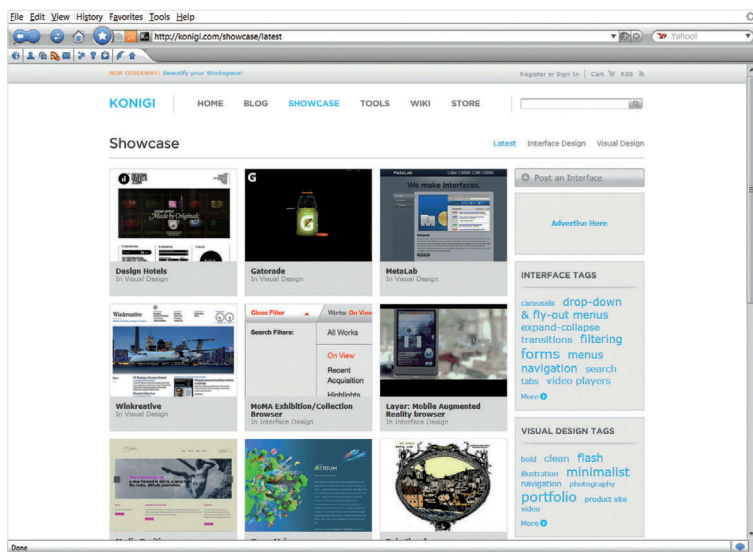 File Edit View History Favorites Tools Help
http://konigi.com/showcase/latest
Yahoo!
NEW GIVEAWAY: Beautify your Workspace!
Register or Sign In | Cart RSS
KONIGI HOME BLOG SHOWCASE TOOLS WIKI STORE
Showcase
Latest Interface Design Visual Design
Post an Interface
Advertise Here
Made by Originals
G
MetaLab
We make interfaces.
Design Hotels
In Visual Design
Gatorade
In Visual Design
MetaLab
In Visual Design
INTERFACE TAGS
carousels drop-down
& fly-out menus
expand-collapse
transitions filtering
forms menus
navigation search
tabs video players
More
Winkreative
Close Filter Works: On View
Search Filters: All Works
On View
Recent
Acquisition
Highlights
Winkreative
In Visual Design
MoMA Exhibition/Collection
Browser
In Interface Design
Layar: Mobile Augmented
Reality browser
In Interface Design
VISUAL DESIGN TAGS
bold clean flash
illustration minimalist
navigation photography
portfolio product site
video
More
ATRIUM
Done